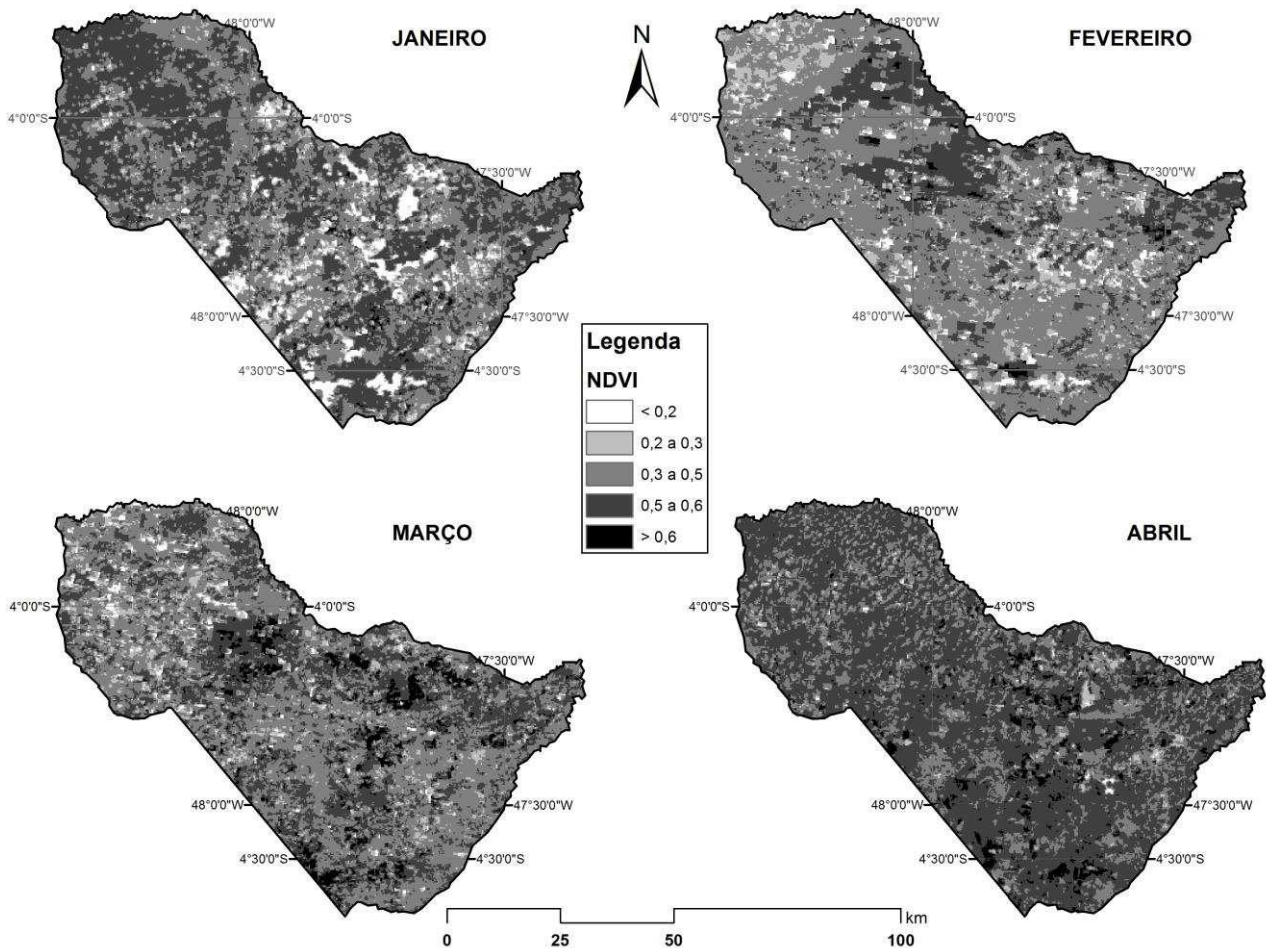 JANEIRO
48°0'0"W
4°0'0"S
4°0'0"S
47°30'0"W
48°0'0"W
47°30'0"W
4°30'0"S
4°30'0"S
N
FEVEREIRO
48°0'0"W
4°0'0"S
4°0'0"S
47°30'0"W
48°0'0"W
47°30'0"W
4°30'0"S
4°30'0"S
Legenda
NDVI
< 0,2
0,2 a 0,3
0,3 a 0,5
0,5 a 0,6
> 0,6
MARÇO
48°0'0"W
4°0'0"S
4°0'0"S
47°30'0"W
48°0'0"W
47°30'0"W
4°30'0"S
4°30'0"S
ABRIL
48°0'0"W
4°0'0"S
4°0'0"S
47°30'0"W
48°0'0"W
47°30'0"W
4°30'0"S
4°30'0"S
km
0 25 50 100